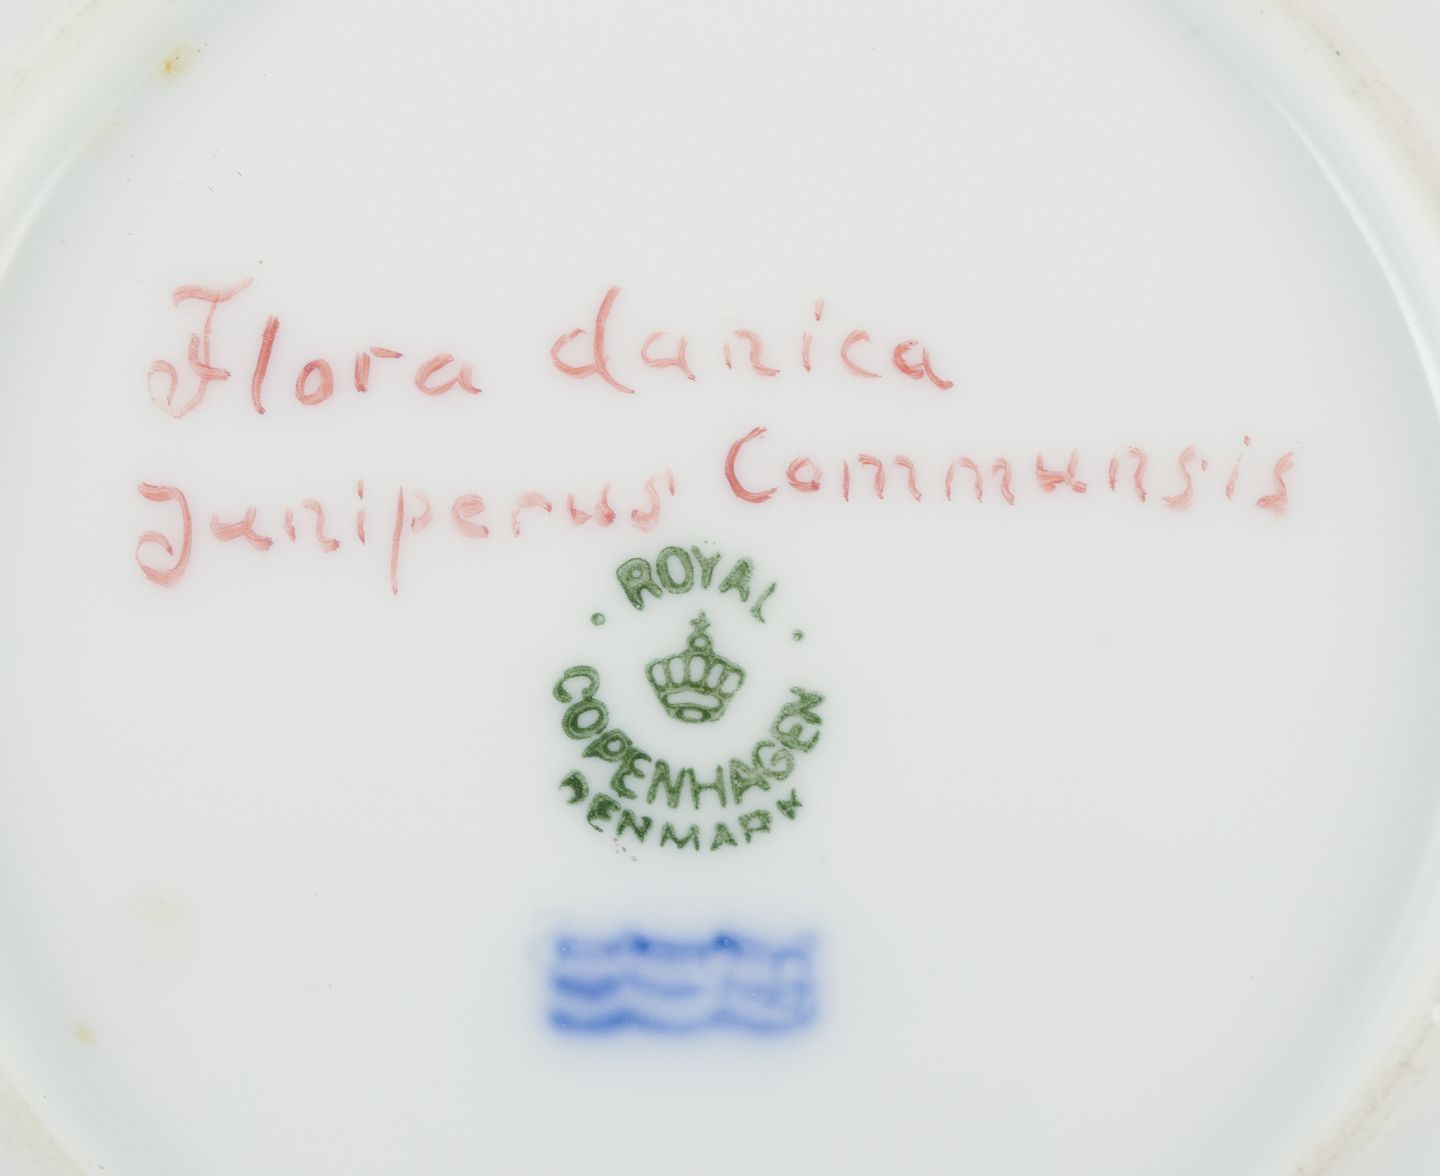 Flora danica
Juniperus Communsis
ROYAL
COPENHAGEN
DENMARK